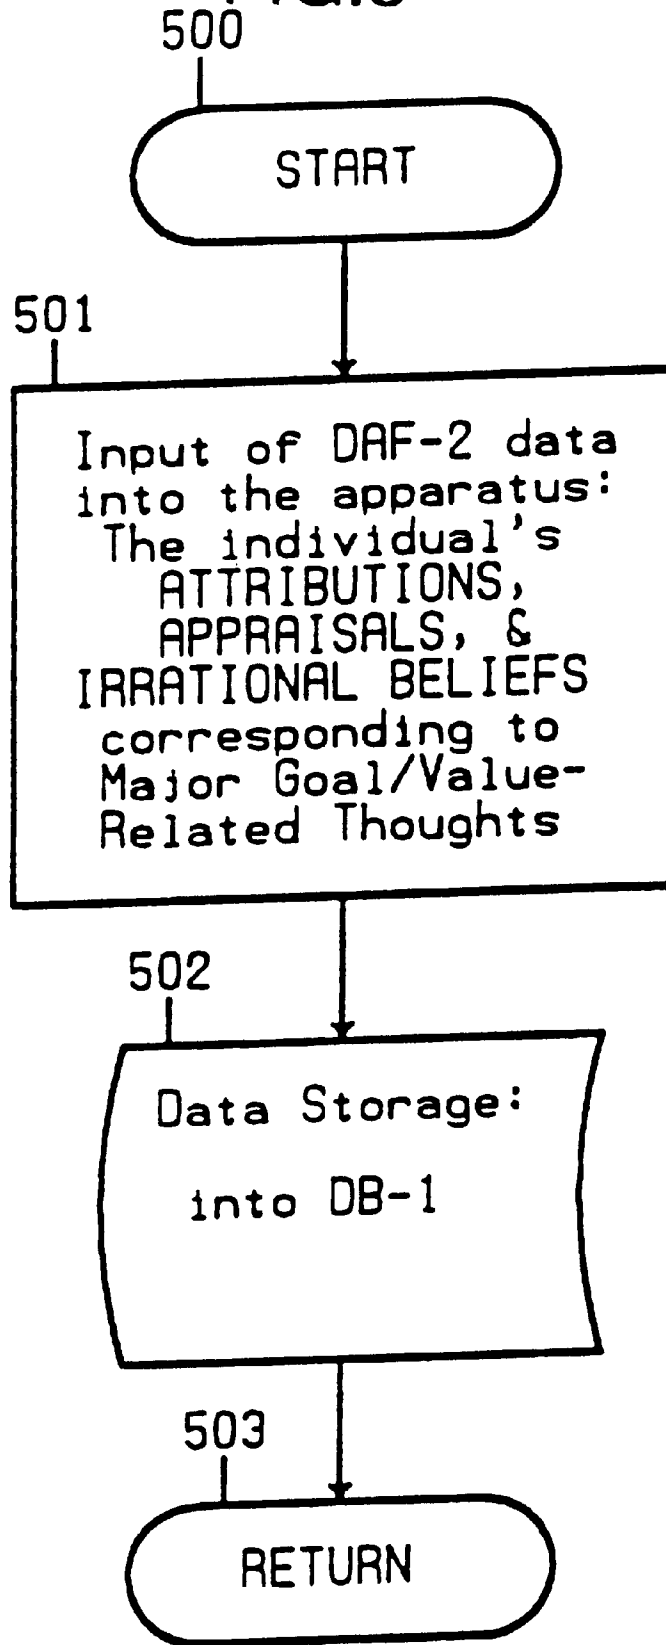 500
START
501
Input of DAF-2 data
into the apparatus:
The individual's
ATTRIBUTIONS,
APPRAISALS, &
IRRATIONAL BELIEFS
corresponding to
Major Goal/Value-
Related Thoughts
502
Data Storage:
into DB-1
503
RETURN